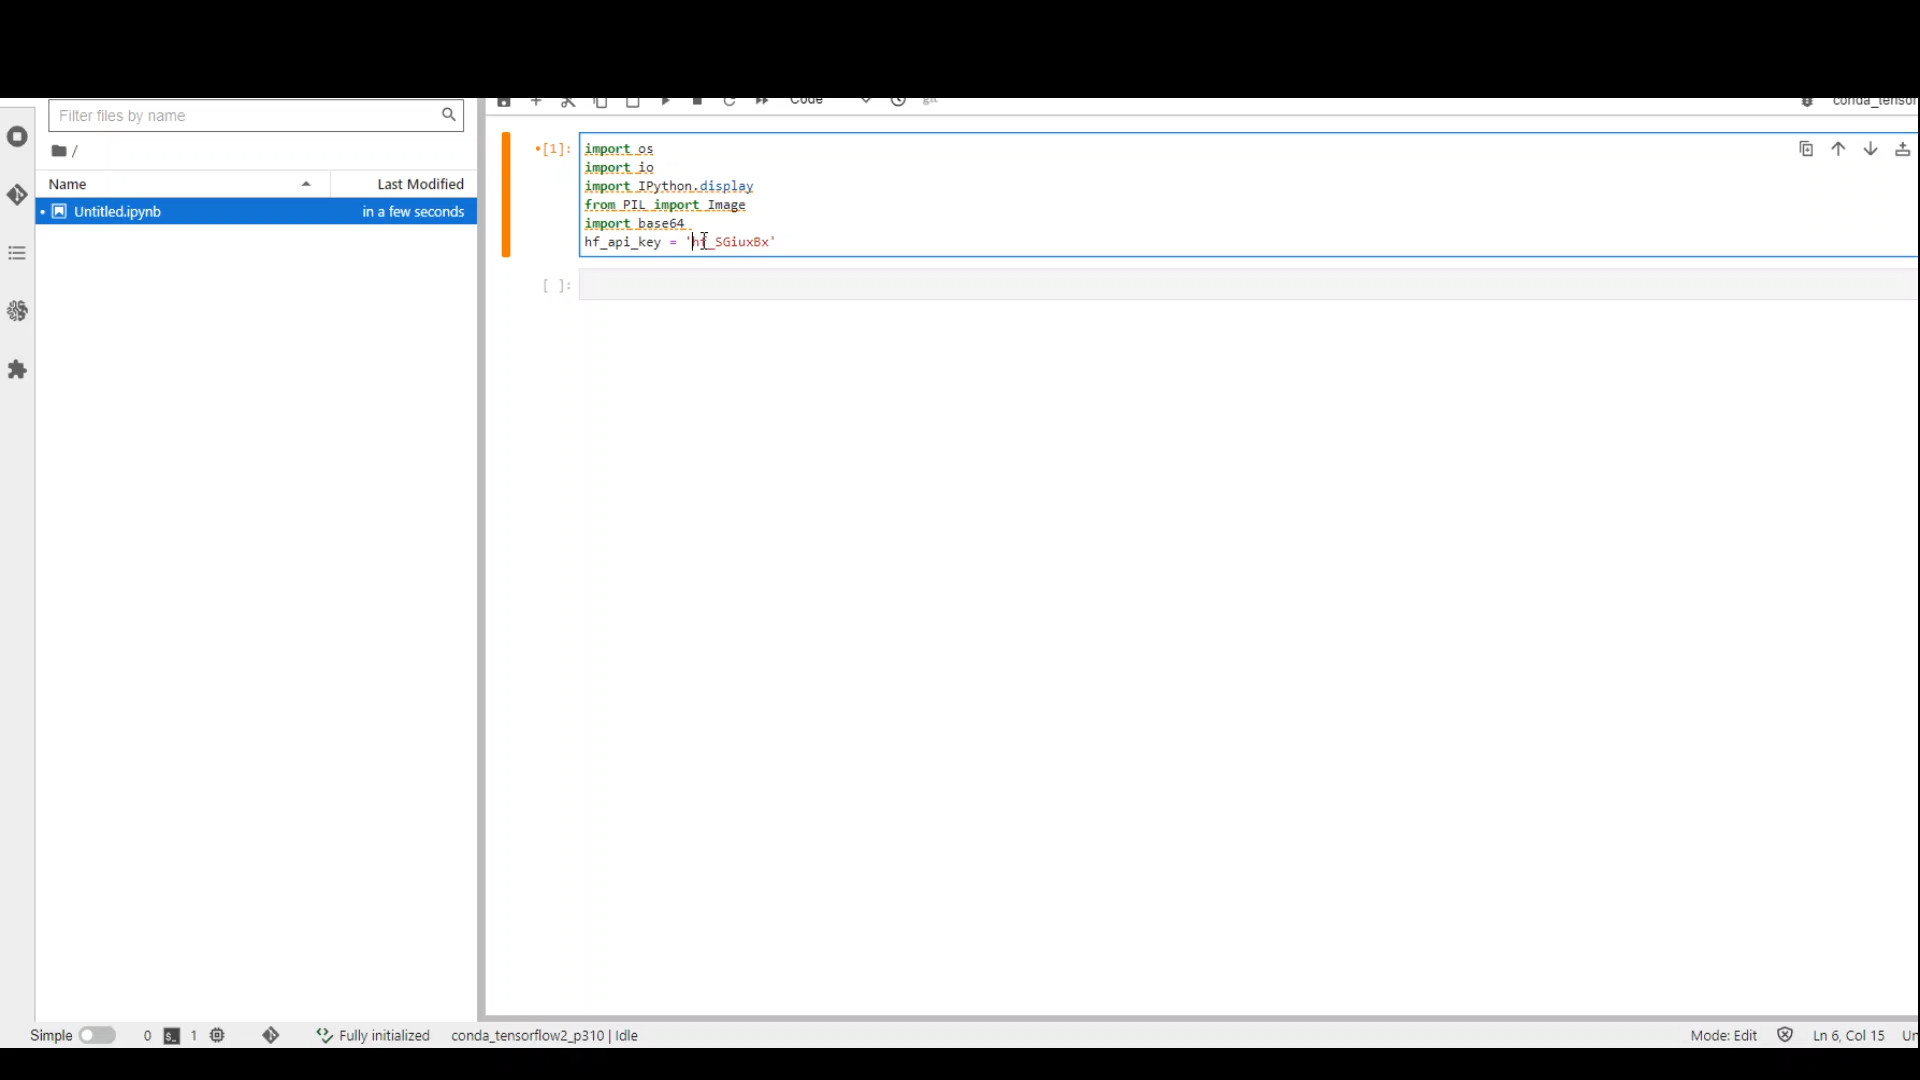 Filter files by name
Code
git
/
Name
Last Modified
Untitled.ipynb
in a few seconds
[1]:
import os
import io
import IPython.display
from PIL import Image
import base64
hf_api_key = 'hf_SGiuxBx'
[ ]:
Simple
0
1
Fully initialized
conda_tensorflow2_p310 | Idle
Mode: Edit
Ln 6, Col 15